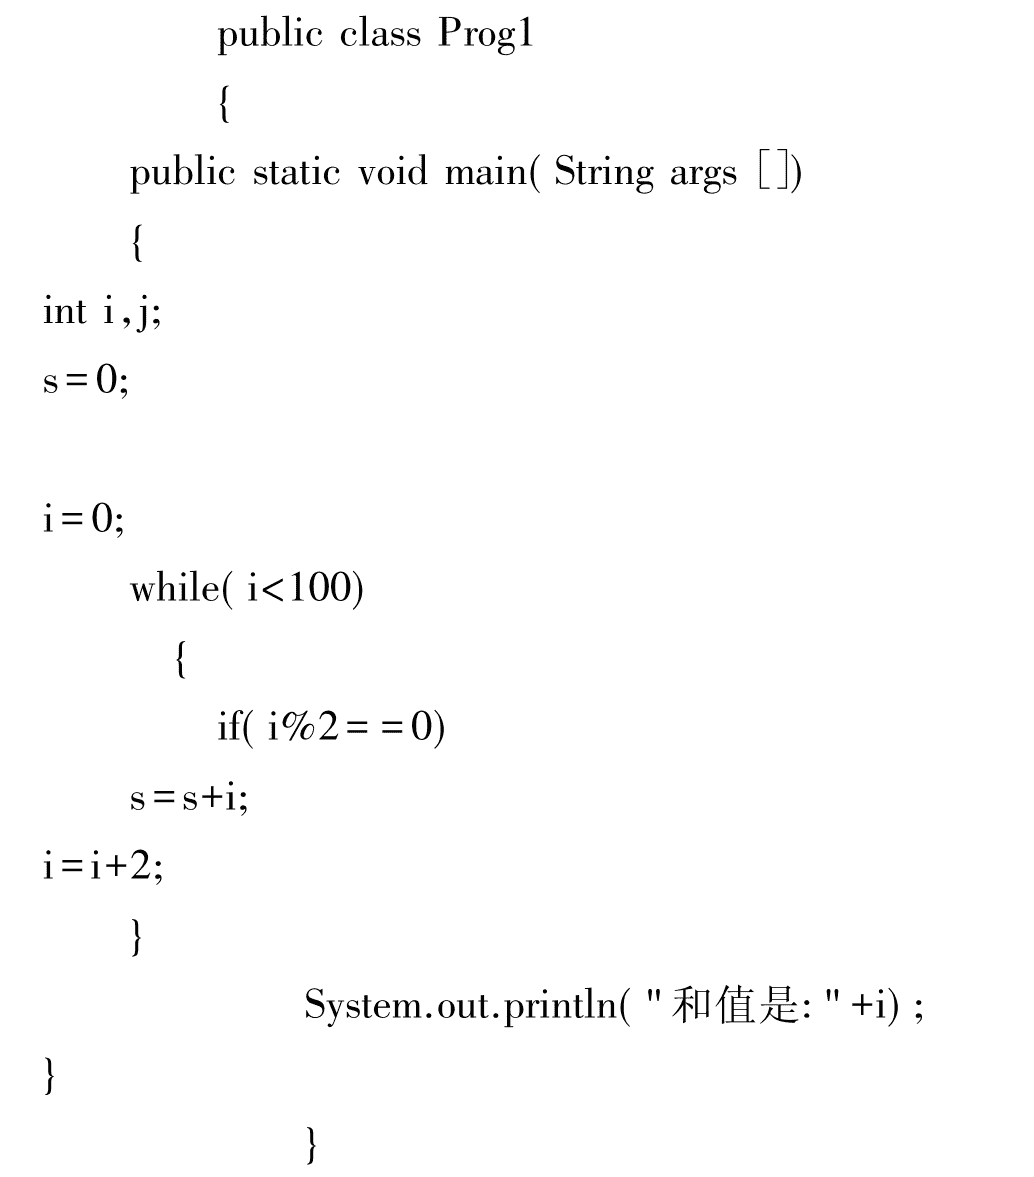 public class Prog1
{
public static void main( String args [])
{
int i,j;
s=0;
i=0;
while( i<100)
{
if( i%2==0)
s=s+i;
i=i+2;
}
System.out.println( "和值是:"+i) ;
}
}